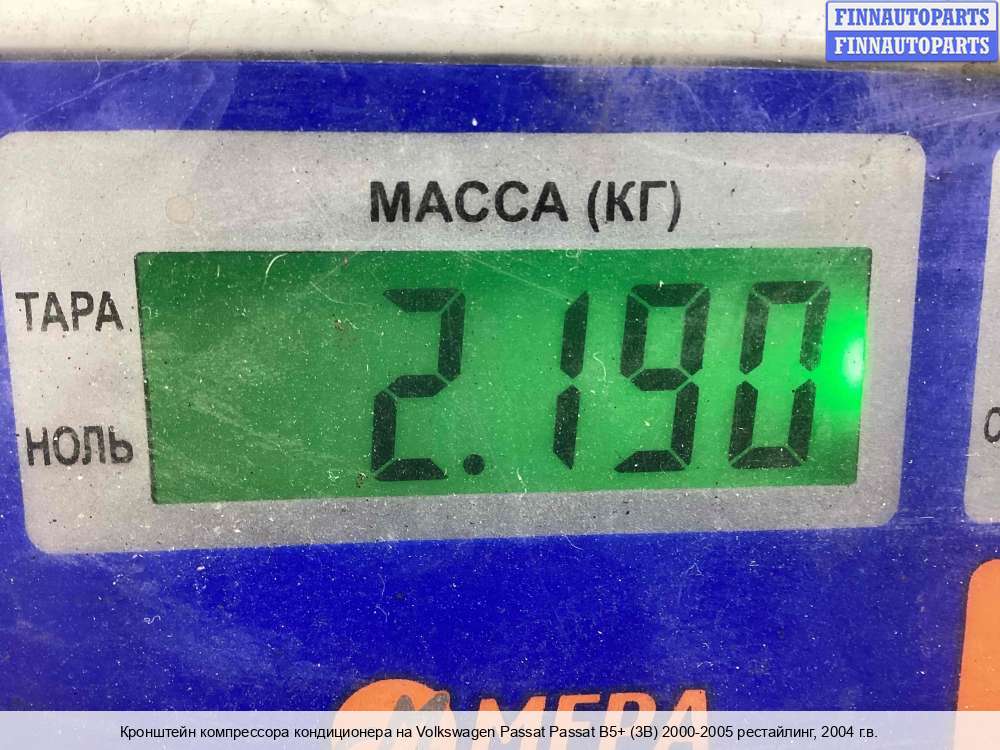 FINNAUTOPARTS
FINNAUTOPARTS
МАССА (КГ)
ТАРА
2.190
НОЛЬ
МЕРА
Кронштейн компрессора кондиционера на Volkswagen Passat Passat B5+ (3B) 2000-2005 рестайлинг, 2004 г.в.